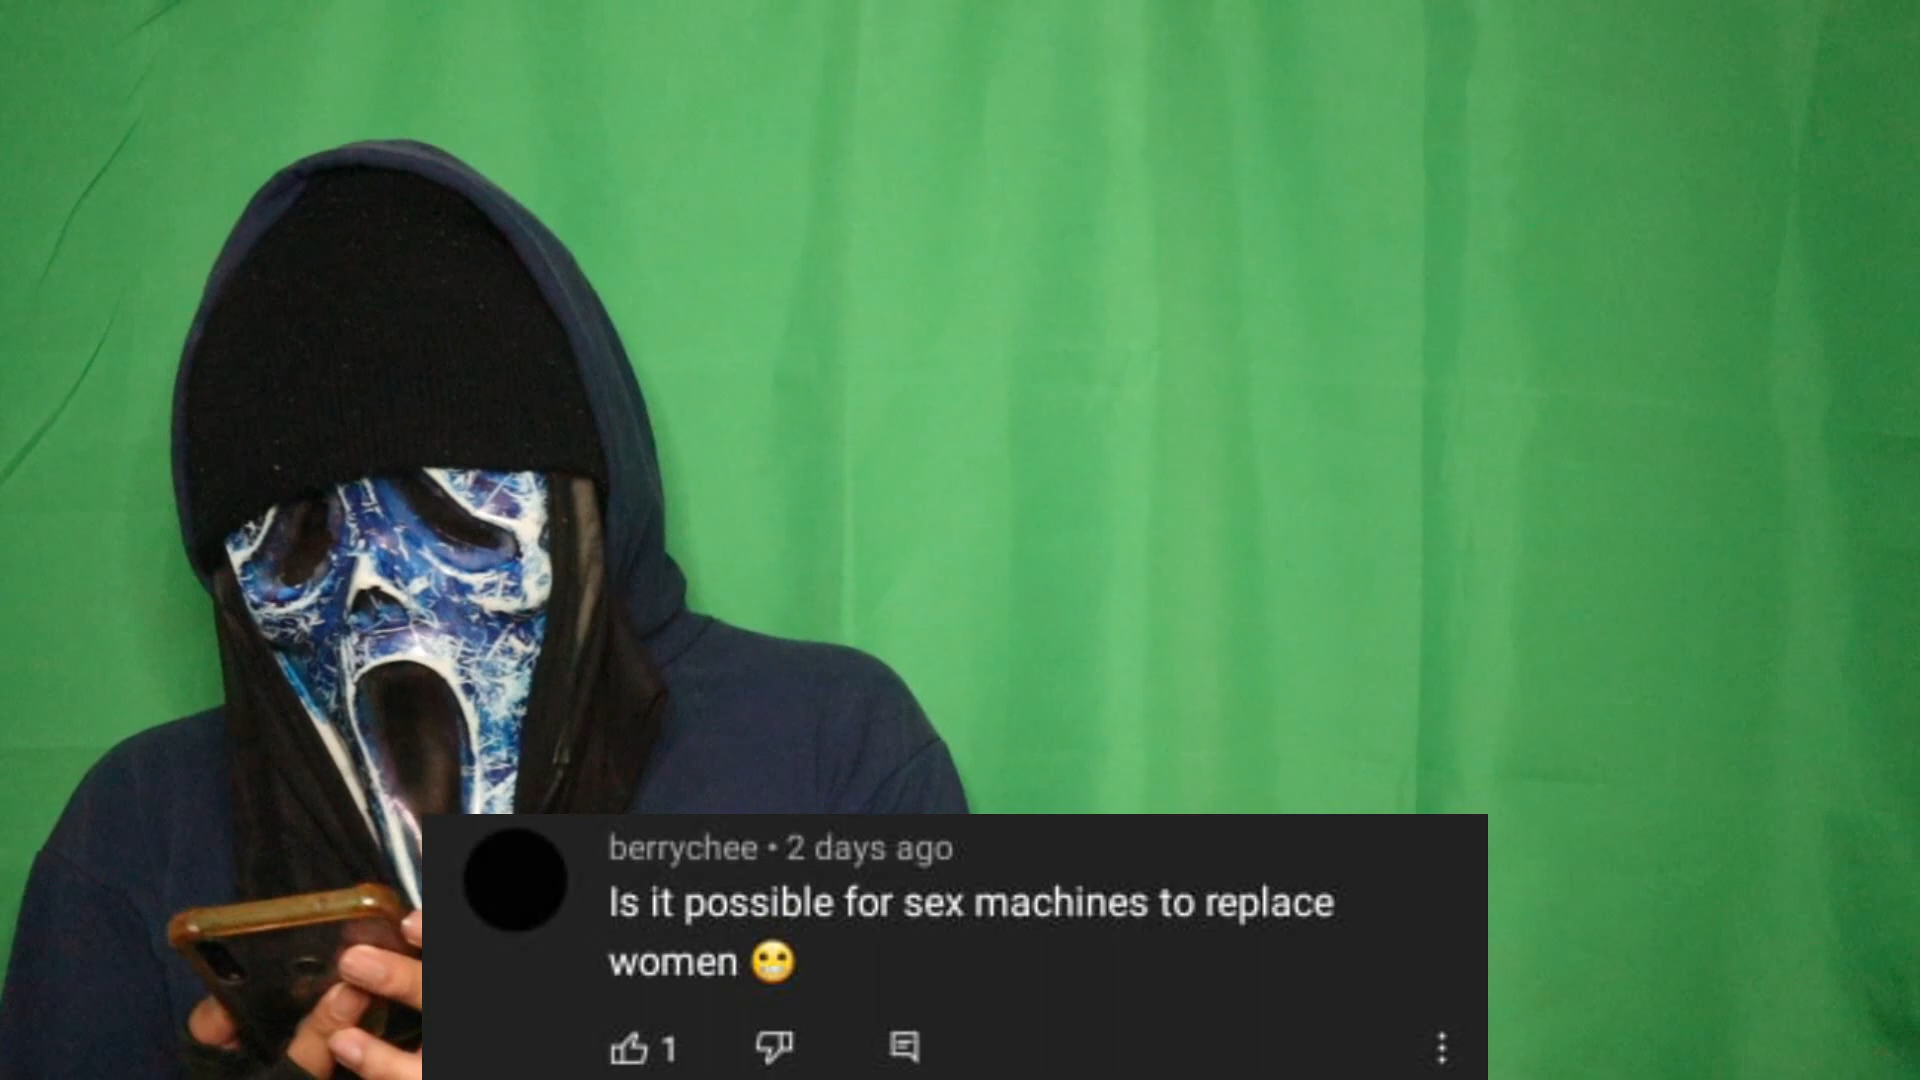 berrychee • 2 days ago
Is it possible for sex machines to replace
women 😬
1